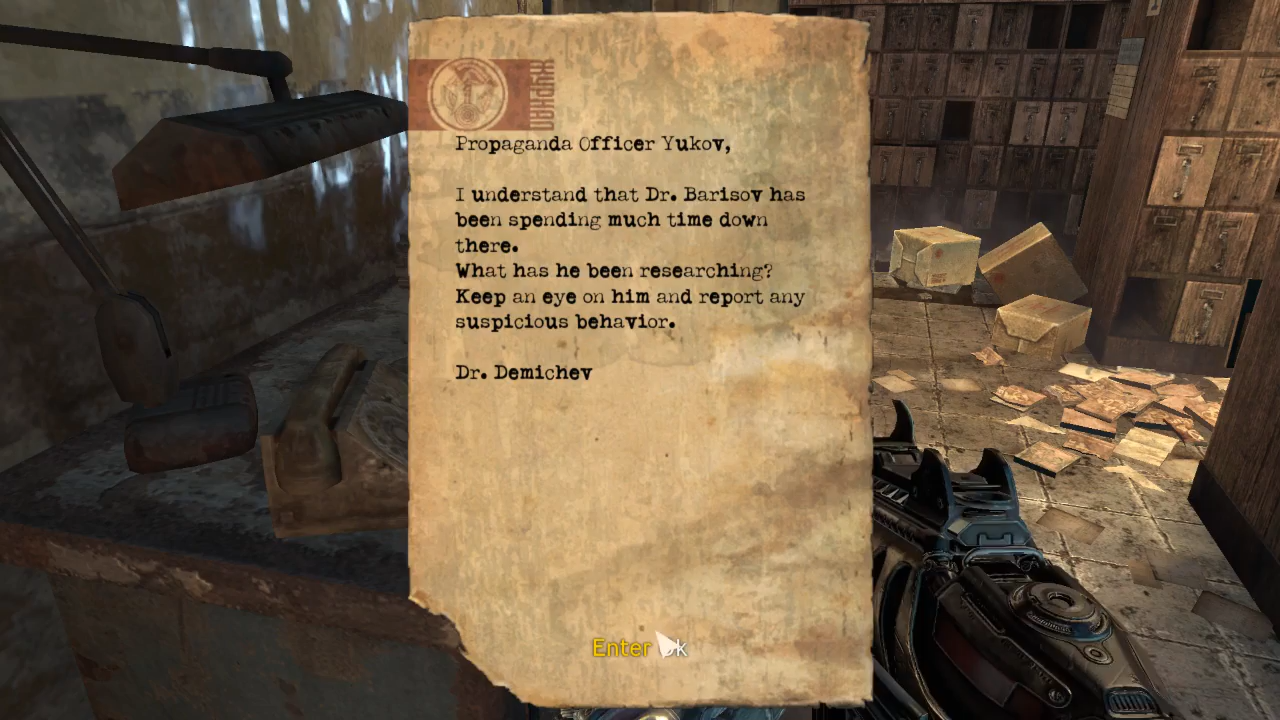 Propaganda Officer Yukov,
I understand that Dr. Barisov has
been spending much time down
there.
What has he been researching?
Keep an eye on him and report any
suspicious behavior.
Dr. Demichev
Enter Ok